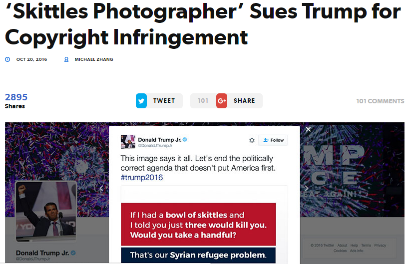 'Skittles Photographer' Sues Trump for
Copyright Infringement
OCT 20, 2016 MICHAEL ZHANG
2895
Shares
TWEET
101 SHARE
101 COMMENTS
Donald Trump Jr.
@DonaldJTrumpJr
Follow
This image says it all. Let's end the politically
correct agenda that doesn't put America first.
#trump2016
If I had a bowl of skittles and
I told you just three would kill you.
Would you take a handful?
That's our Syrian refugee problem.
Donald Trump Jr.
@DonaldJTrumpJr